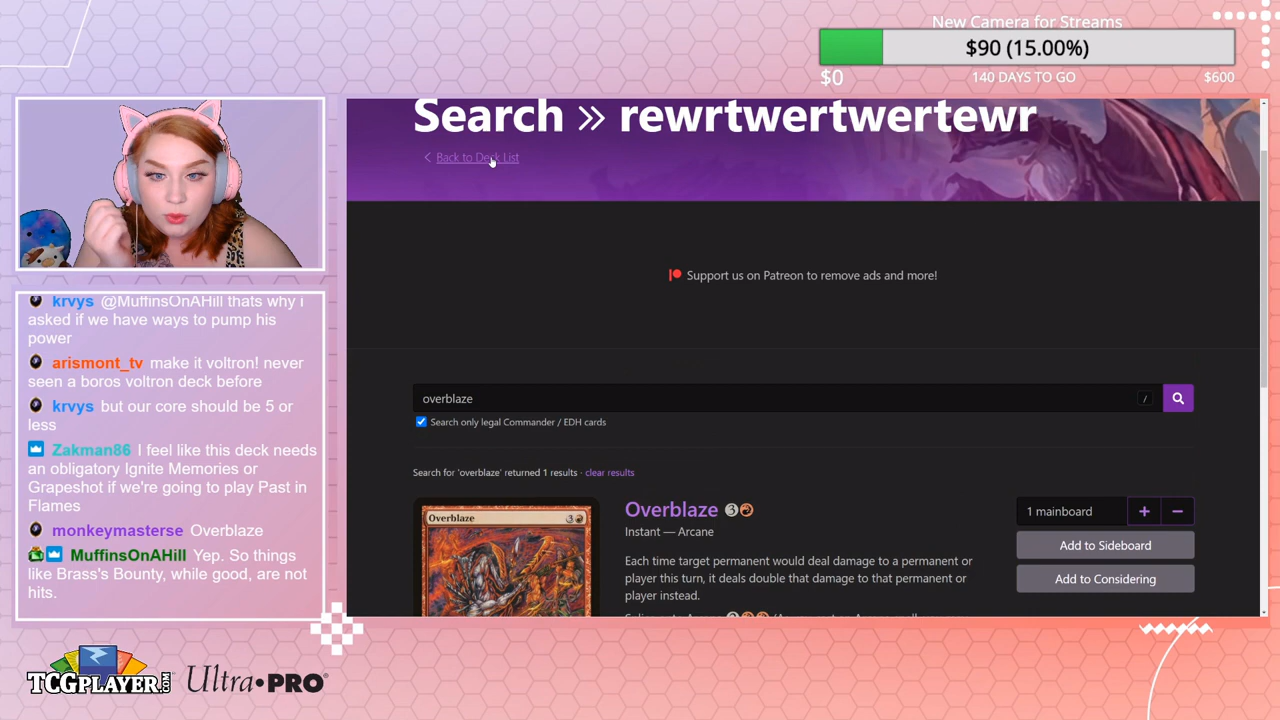 New Camera for Streams
$90 (15.00%)
$0
140 DAYS TO GO
$600
krvys @MuffinsOnAHill thats why i
asked if we have ways to pump his
power
arismont_tv make it voltron! never
seen a boros voltron deck before
krvys but our core should be 5 or
less
Zakman86 I feel like this deck needs
an obligatory Ignite Memories or
Grapeshot if we're going to play Past in
Flames
monkeymasterse Overblaze
MuffinsOnAHill Yep. So things
like Brass's Bounty, while good, are not
hits.
TCGPLAYER.COM
Ultra•PRO®
Search » rewrtwertwertewr
Back to Deck List
Support us on Patreon to remove ads and more!
overblaze
/
Search only legal Commander / EDH cards
Search for 'overblaze' returned 1 results · clear results
Overblaze 3
Overblaze 3
Instant — Arcane
Each time target permanent would deal damage to a permanent or
player this turn, it deals double that damage to that permanent or
player instead.
1 mainboard + −
Add to Sideboard
Add to Considering